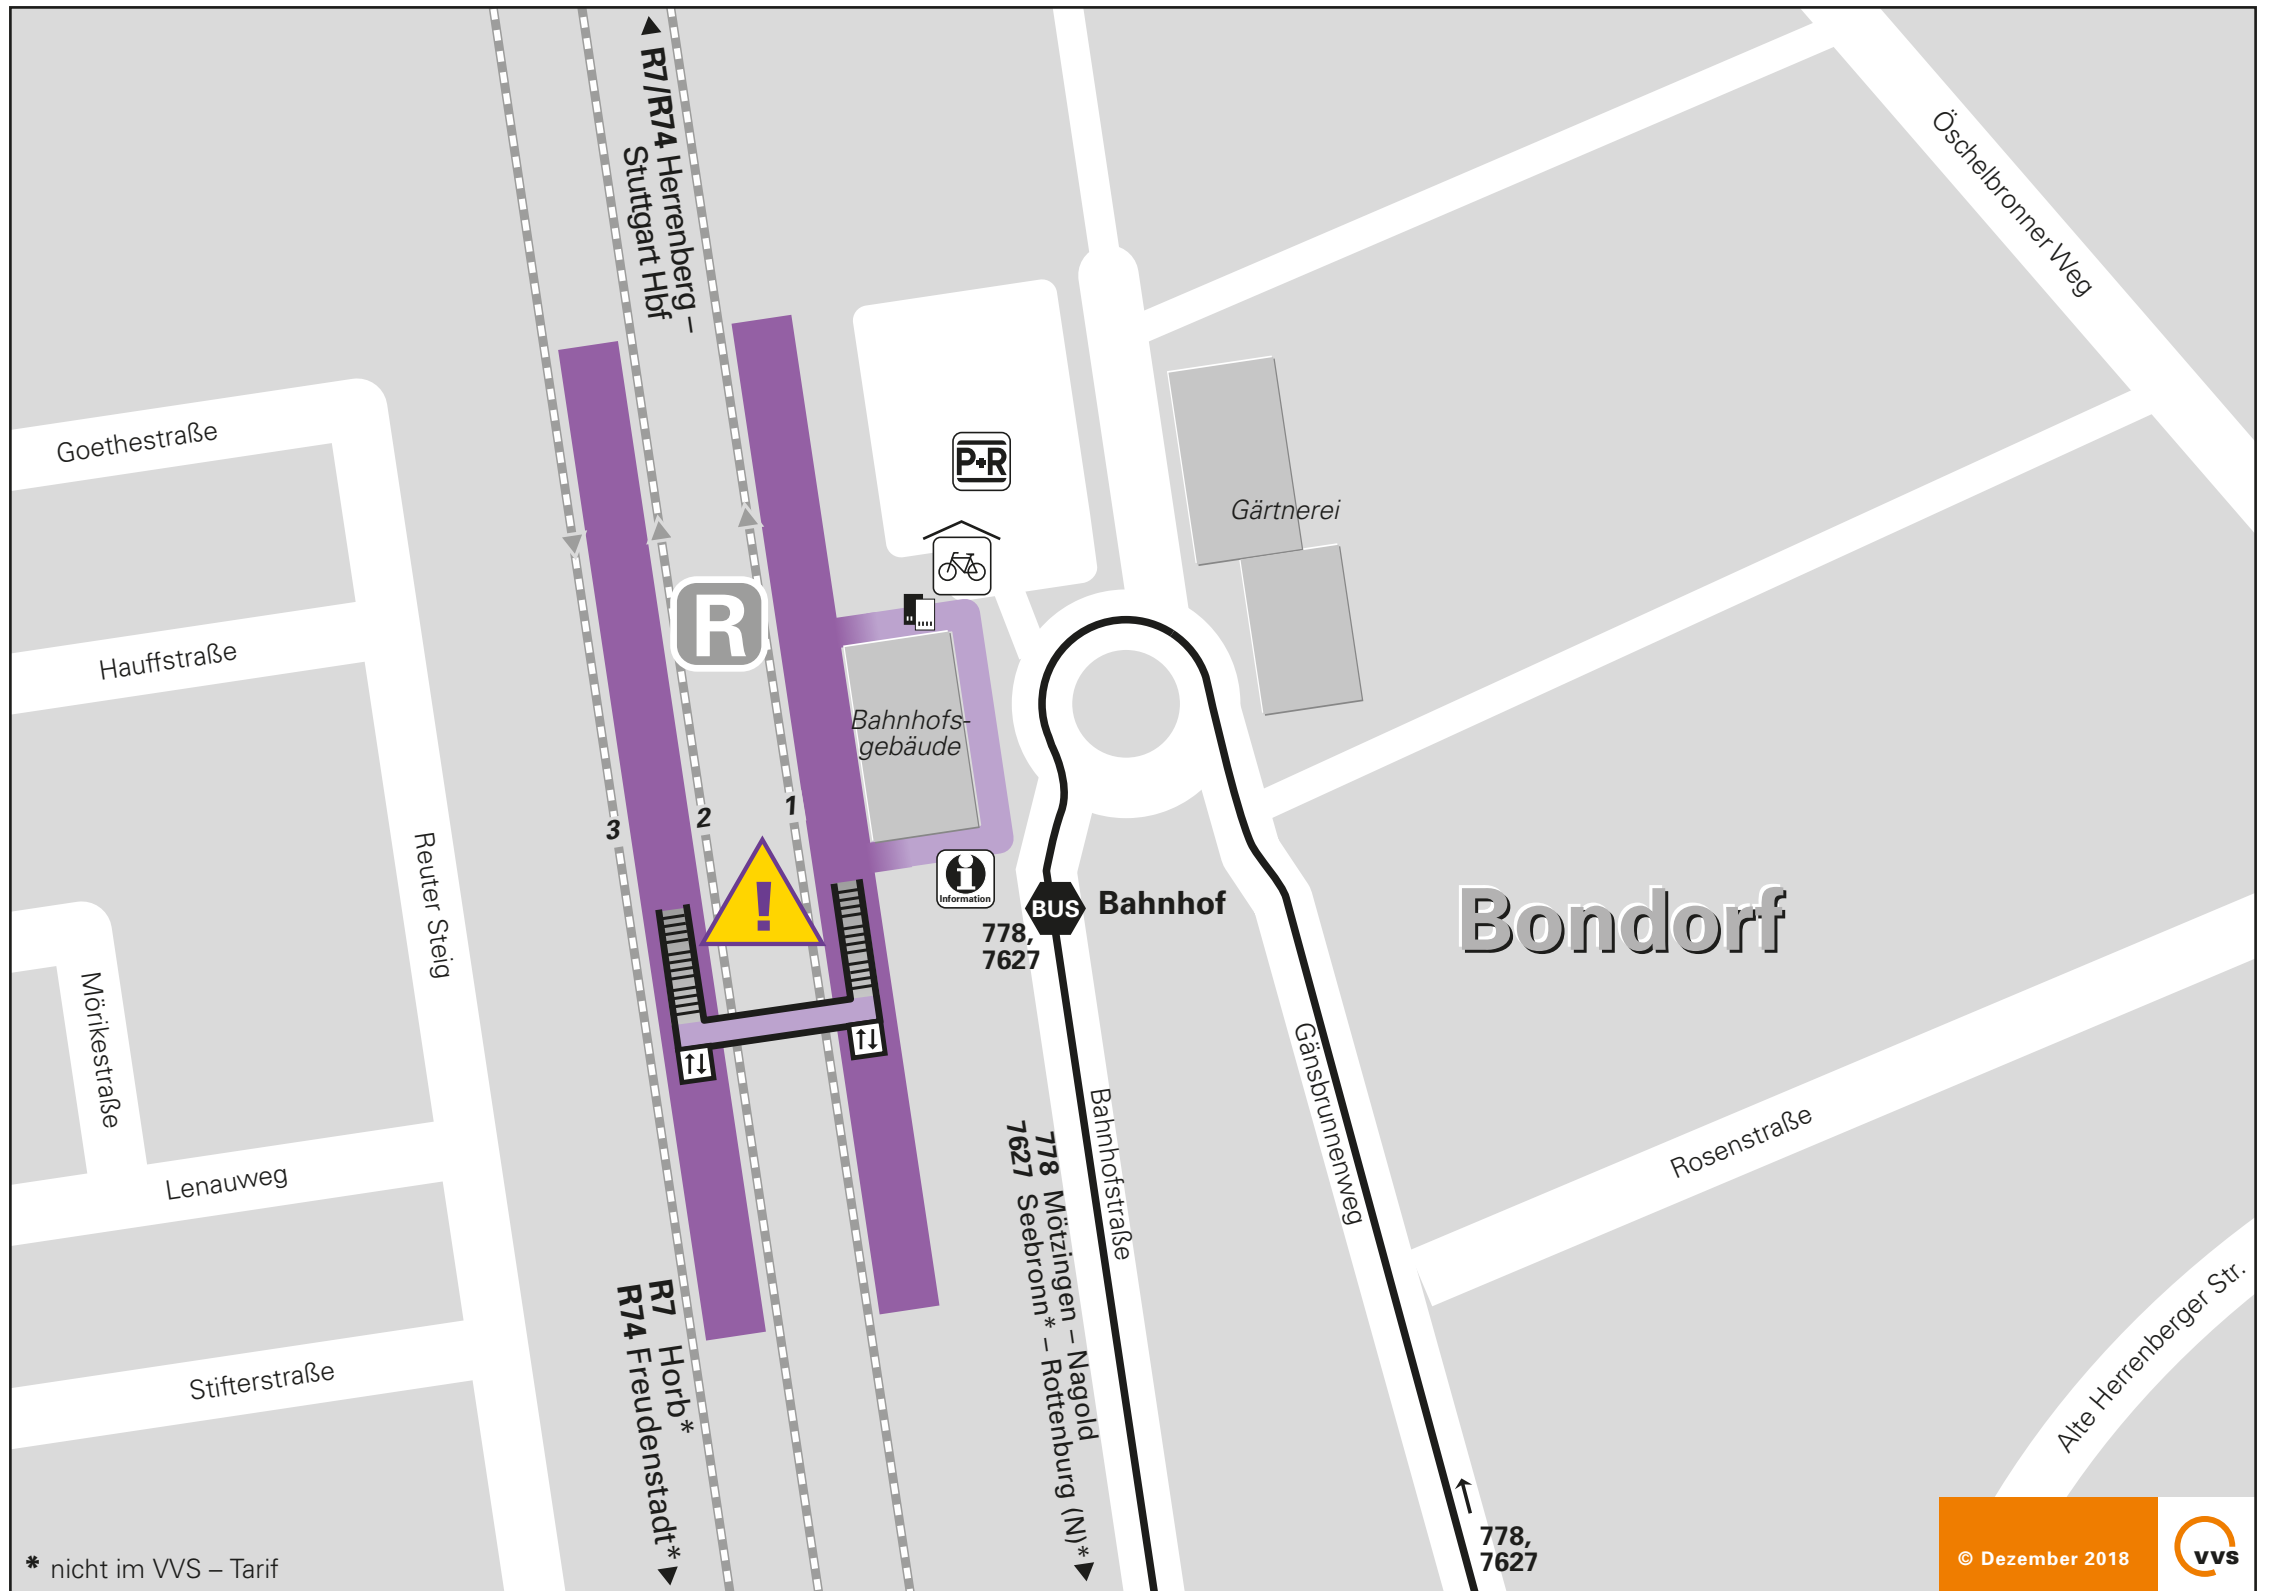 R7/R74 Herrenberg –
Stuttgart Hbf
Öschelbronner Weg
Goethestraße
P+R
Gärtnerei
R
Hauffstraße
Bahnhofs-
gebäude
3
2
1
!
Reuter Steig
Information
BUS Bahnhof
778,
7627
Bondorf
Mörikestraße
Gänsbrunnenweg
Bahnhofstraße
Rosenstraße
Lenauweg
778 Mötzingen – Nagold
7627 Seebronn* – Rottenburg (N)*
R7 Horb*
R74 Freudenstadt*
Stifterstraße
Alte Herrenberger Str.
778,
7627
* nicht im VVS – Tarif
© Dezember 2018
vvs